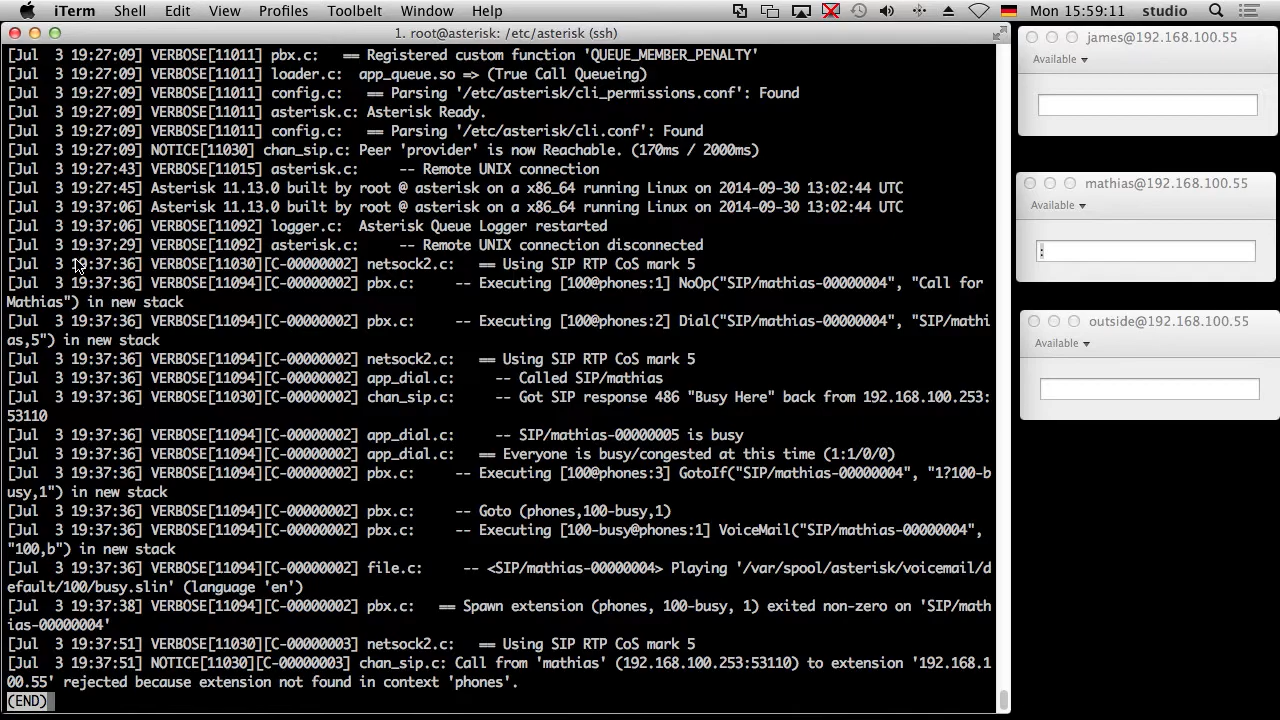 iTerm Shell Edit View Profiles Toolbelt Window Help Mon 15:59:11 studio
1. root@asterisk: /etc/asterisk (ssh)
[Jul  3 19:27:09] VERBOSE[11011] pbx.c:   == Registered custom function 'QUEUE_MEMBER_PENALTY'
[Jul  3 19:27:09] VERBOSE[11011] loader.c:  app_queue.so => (True Call Queueing)
[Jul  3 19:27:09] VERBOSE[11011] config.c:   == Parsing '/etc/asterisk/cli_permissions.conf': Found
[Jul  3 19:27:09] VERBOSE[11011] asterisk.c: Asterisk Ready.
[Jul  3 19:27:09] VERBOSE[11011] config.c:   == Parsing '/etc/asterisk/cli.conf': Found
[Jul  3 19:27:09] NOTICE[11030] chan_sip.c: Peer 'provider' is now Reachable. (170ms / 2000ms)
[Jul  3 19:27:43] VERBOSE[11015] asterisk.c:     -- Remote UNIX connection
[Jul  3 19:27:45] Asterisk 11.13.0 built by root @ asterisk on a x86_64 running Linux on 2014-09-30 13:02:44 UTC
[Jul  3 19:37:06] Asterisk 11.13.0 built by root @ asterisk on a x86_64 running Linux on 2014-09-30 13:02:44 UTC
[Jul  3 19:37:06] VERBOSE[11092] logger.c:  Asterisk Queue Logger restarted
[Jul  3 19:37:29] VERBOSE[11092] asterisk.c:     -- Remote UNIX connection disconnected
[Jul  3 19:37:36] VERBOSE[11030][C-00000002] netsock2.c:   == Using SIP RTP CoS mark 5
[Jul  3 19:37:36] VERBOSE[11094][C-00000002] pbx.c:     -- Executing [100@phones:1] NoOp("SIP/mathias-00000004", "Call for
Mathias") in new stack
[Jul  3 19:37:36] VERBOSE[11094][C-00000002] pbx.c:     -- Executing [100@phones:2] Dial("SIP/mathias-00000004", "SIP/mathi
as,5") in new stack
[Jul  3 19:37:36] VERBOSE[11094][C-00000002] netsock2.c:   == Using SIP RTP CoS mark 5
[Jul  3 19:37:36] VERBOSE[11094][C-00000002] app_dial.c:     -- Called SIP/mathias
[Jul  3 19:37:36] VERBOSE[11030][C-00000002] chan_sip.c:     -- Got SIP response 486 "Busy Here" back from 192.168.100.253:
53110
[Jul  3 19:37:36] VERBOSE[11094][C-00000002] app_dial.c:     -- SIP/mathias-00000005 is busy
[Jul  3 19:37:36] VERBOSE[11094][C-00000002] app_dial.c:   == Everyone is busy/congested at this time (1:1/0/0)
[Jul  3 19:37:36] VERBOSE[11094][C-00000002] pbx.c:     -- Executing [100@phones:3] GotoIf("SIP/mathias-00000004", "1?100-b
usy,1") in new stack
[Jul  3 19:37:36] VERBOSE[11094][C-00000002] pbx.c:     -- Goto (phones,100-busy,1)
[Jul  3 19:37:36] VERBOSE[11094][C-00000002] pbx.c:     -- Executing [100-busy@phones:1] VoiceMail("SIP/mathias-00000004",
"100,b") in new stack
[Jul  3 19:37:36] VERBOSE[11094][C-00000002] file.c:     -- <SIP/mathias-00000004> Playing '/var/spool/asterisk/voicemail/d
efault/100/busy.slin' (language 'en')
[Jul  3 19:37:38] VERBOSE[11094][C-00000002] pbx.c:   == Spawn extension (phones, 100-busy, 1) exited non-zero on 'SIP/math
ias-00000004'
[Jul  3 19:37:51] VERBOSE[11030][C-00000003] netsock2.c:   == Using SIP RTP CoS mark 5
[Jul  3 19:37:51] NOTICE[11030][C-00000003] chan_sip.c: Call from 'mathias' (192.168.100.253:53110) to extension '192.168.1
00.55' rejected because extension not found in context 'phones'.
(END)
james@192.168.100.55
Available
mathias@192.168.100.55
Available
:
outside@192.168.100.55
Available